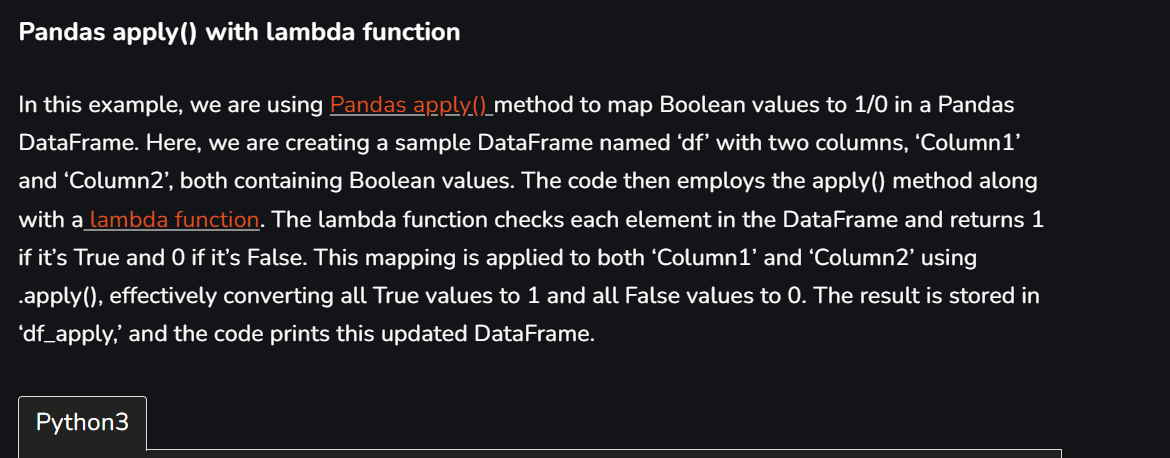 Pandas apply() with lambda function
In this example, we are using Pandas apply() method to map Boolean values to 1/0 in a Pandas
DataFrame. Here, we are creating a sample DataFrame named ‘df’ with two columns, ‘Column1’
and ‘Column2’, both containing Boolean values. The code then employs the apply() method along
with a lambda function. The lambda function checks each element in the DataFrame and returns 1
if it’s True and 0 if it’s False. This mapping is applied to both ‘Column1’ and ‘Column2’ using
.apply(), effectively converting all True values to 1 and all False values to 0. The result is stored in
‘df_apply,’ and the code prints this updated DataFrame.
Python3